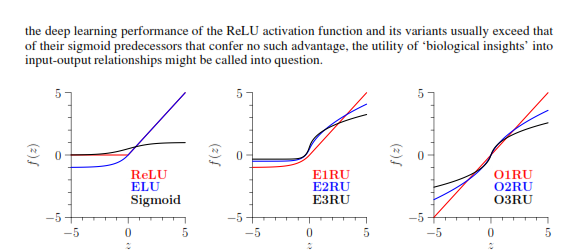 the deep learning performance of the ReLU activation function and its variants usually exceed that
of their sigmoid predecessors that confer no such advantage, the utility of ‘biological insights’ into
input-output relationships might be called into question.
5
0
−5
−5
0
5
f(z)
z
ReLU
ELU
Sigmoid
5
0
−5
−5
0
5
f(z)
z
E1RU
E2RU
E3RU
5
0
−5
−5
0
5
f(z)
z
O1RU
O2RU
O3RU